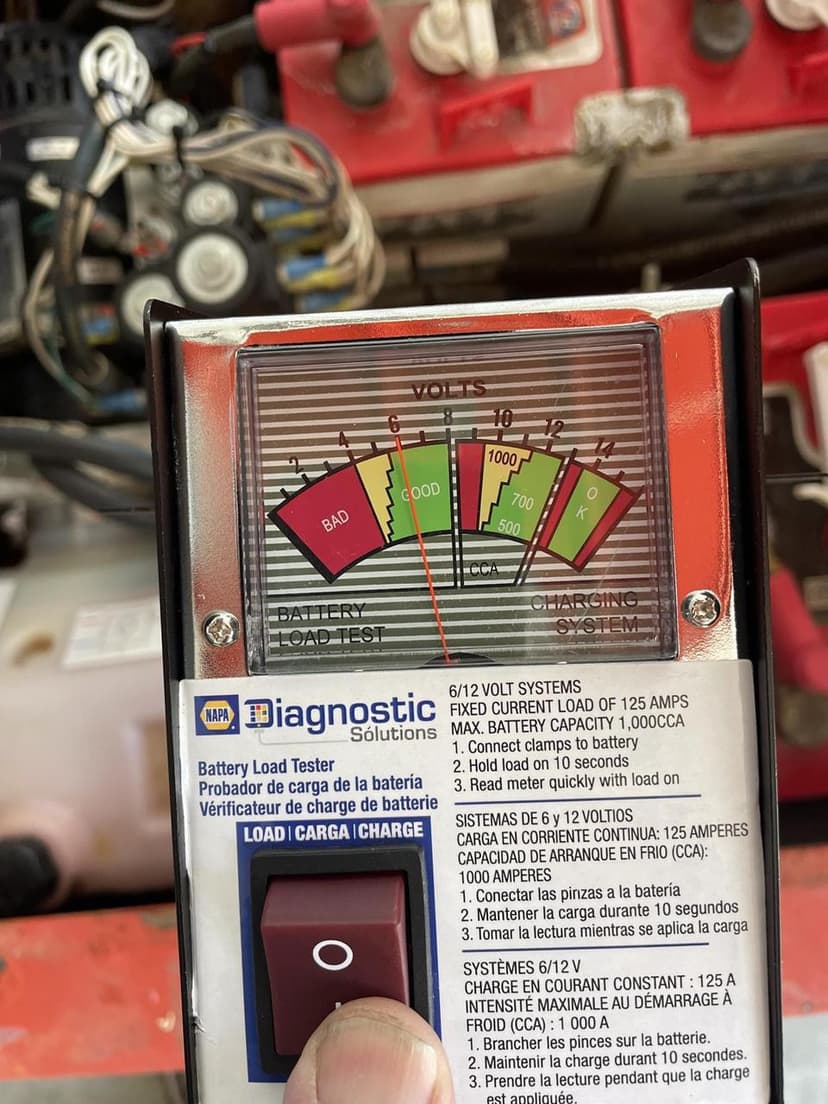 VOLTS
2 4 6 8 10 12 14
BAD
GOOD
1000
700
500
CCA
OK
BATTERY
LOAD TEST
CHARGING
SYSTEM
NAPA Diagnostic
Sólutions
Battery Load Tester
Probador de carga de la batería
Vérificateur de charge de batterie
LOAD | CARGA | CHARGE
O
6/12 VOLT SYSTEMS
FIXED CURRENT LOAD OF 125 AMPS
MAX. BATTERY CAPACITY 1,000CCA
1. Connect clamps to battery
2. Hold load on 10 seconds
3. Read meter quickly with load on
SISTEMAS DE 6 y 12 VOLTIOS
CARGA EN CORRIENTE CONTINUA: 125 AMPERES
CAPACIDAD DE ARRANQUE EN FRIO (CCA):
1000 AMPERES
1. Conectar las pinzas a la batería
2. Mantener la carga durante 10 segundos
3. Tomar la lectura mientras se aplica la carga
SYSTÈMES 6/12 V
CHARGE EN COURANT CONSTANT : 125 A
INTENSITÉ MAXIMALE AU DÉMARRAGE À
FROID (CCA) : 1 000 A
1. Brancher les pinces sur la batterie.
2. Maintenir la charge durant 10 secondes.
3. Prendre la lecture pendant que la charge
est appliquée.